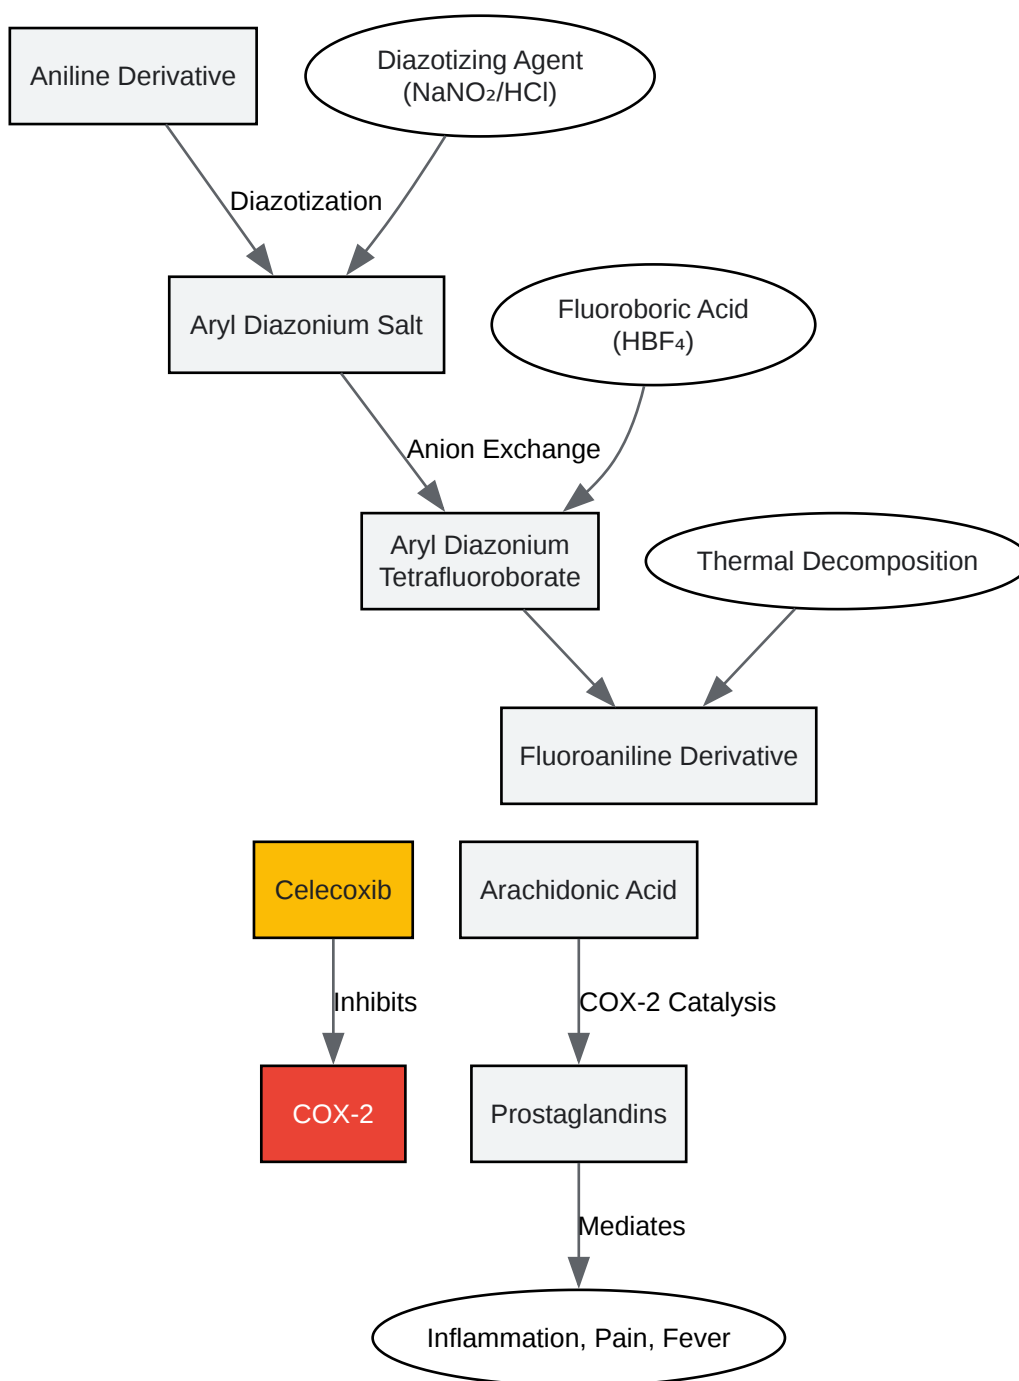 Aniline Derivative
Diazotizing Agent
(NaNO₂/HCl)
Diazotization
Aryl Diazonium Salt
Fluoroboric Acid
(HBF₄)
Anion Exchange
Aryl Diazonium
Tetrafluoroborate
Thermal Decomposition
Fluoroaniline Derivative
Celecoxib
Arachidonic Acid
Inhibits
COX-2 Catalysis
COX-2
Prostaglandins
Mediates
Inflammation, Pain, Fever